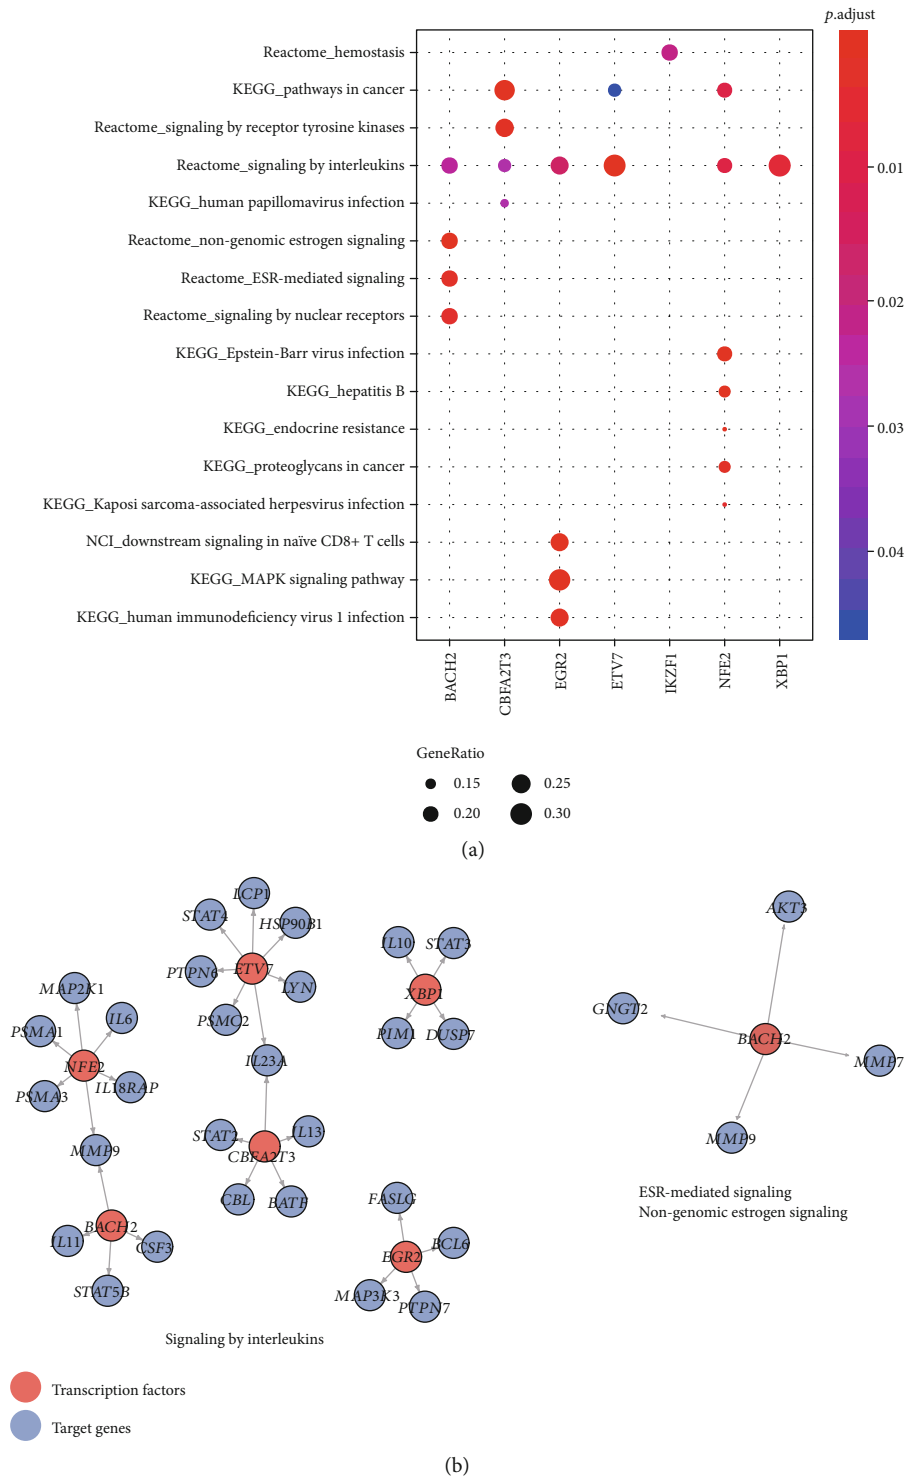 p.adjust
Reactome_hemostasis
KEGG_pathways in cancer
Reactome_signaling by receptor tyrosine kinases
Reactome_signaling by interleukins
KEGG_human papillomavirus infection
Reactome_non-genomic estrogen signaling
Reactome_ESR-mediated signaling
Reactome_signaling by nuclear receptors
KEGG_Epstein-Barr virus infection
KEGG_hepatitis B
KEGG_endocrine resistance
KEGG_proteoglycans in cancer
KEGG_Kaposi sarcoma-associated herpesvirus infection
NCI_downstream signaling in naïve CD8+ T cells
KEGG_MAPK signaling pathway
KEGG_human immunodeficiency virus 1 infection
0.01
0.02
0.03
0.04
BACH2
CBFA2T3
EGR2
ETV7
IKZF1
NFE2
XBP1
GeneRatio
0.15
0.25
0.20
0.30
(a)
LCP1
STAT4
HSP90B1
ETV7
PTPN6
LYN
PSMC2
IL23A
MAP2K1
IL6
PSMA1
NFE2
IL18RAP
PSMA3
MMP9
STAT2
IL13
CBFA2T3
CBL
BATF
BACH2
IL11
CSF3
STAT5B
IL10
STAT3
XBP1
PIM1
DUSP7
FASLG
BCL6
EGR2
MAP3K3
PTPN7
AKT3
GNGT2
BACH2
MMP7
MMP9
ESR-mediated signaling
Non-genomic estrogen signaling
Signaling by interleukins
Transcription factors
Target genes
(b)